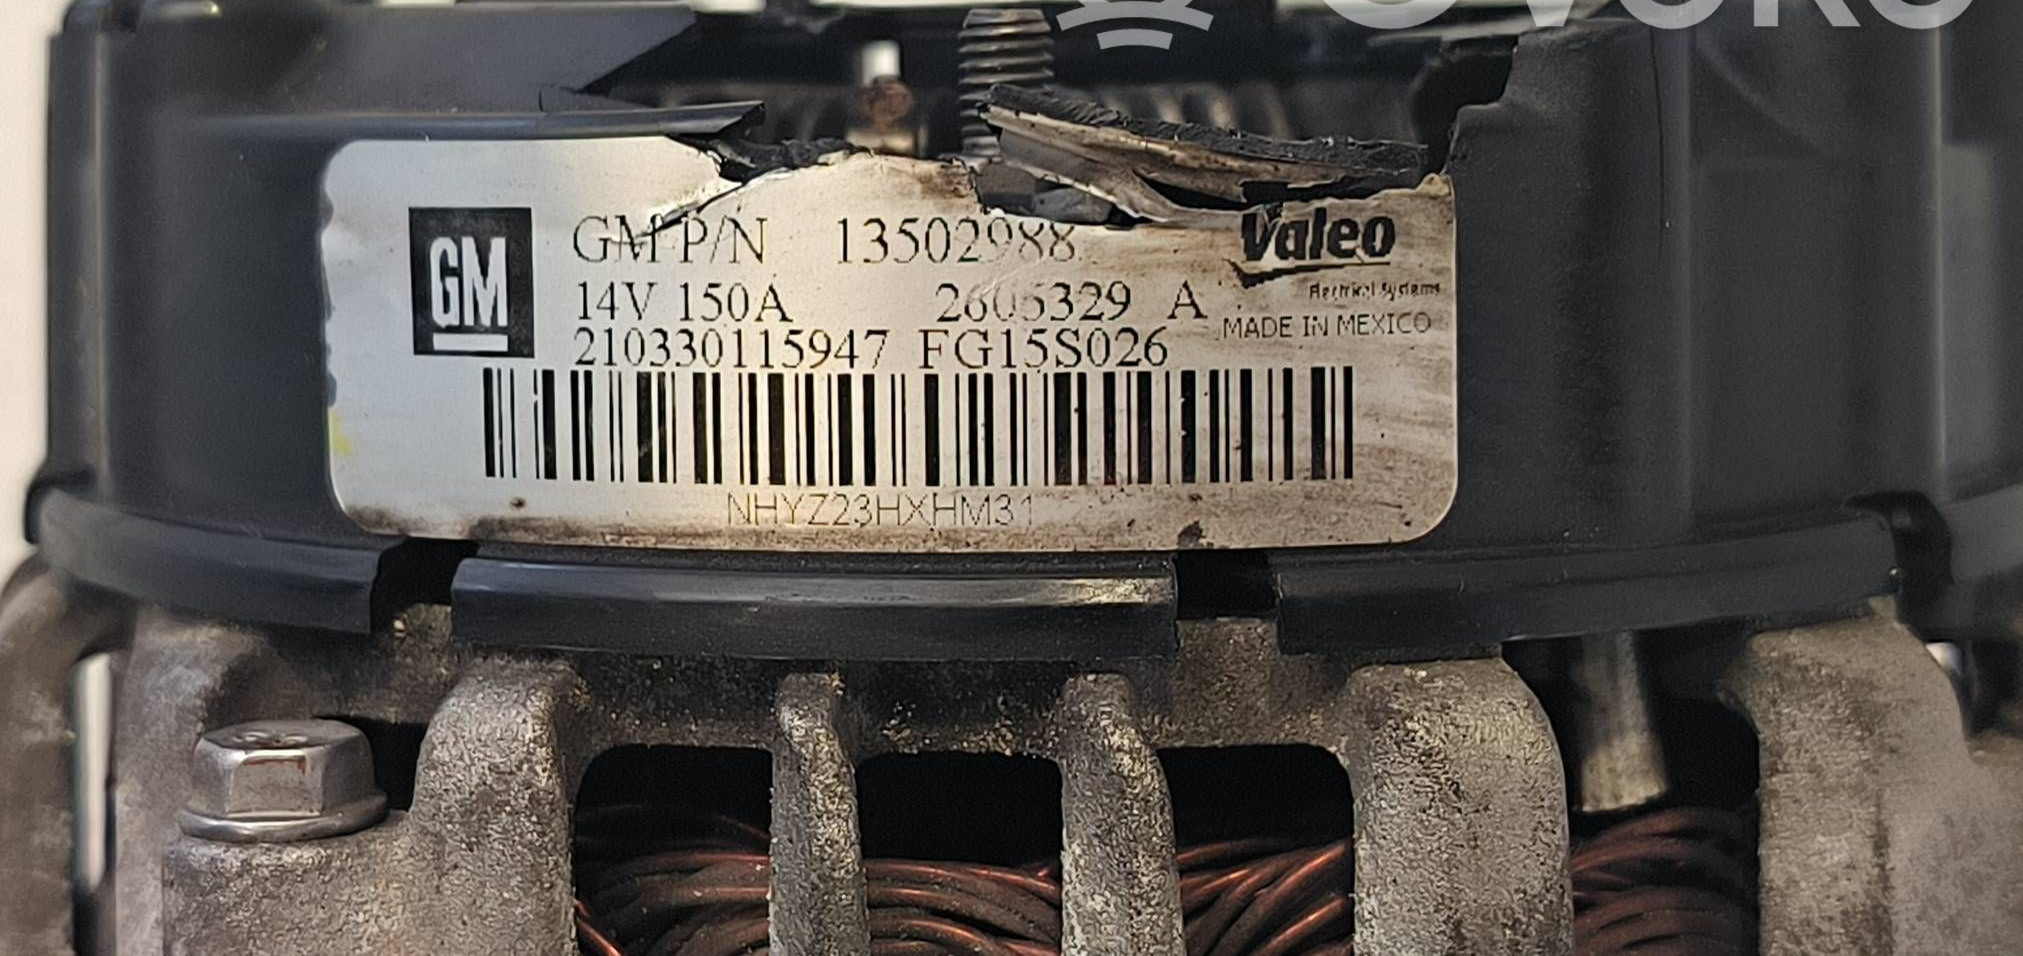 GM
GM P/N 13502988
Valeo
Electrical Systems
14V 150A 2605329 A
MADE IN MEXICO
210330115947 FG15S026
NHYZ23HXHM31